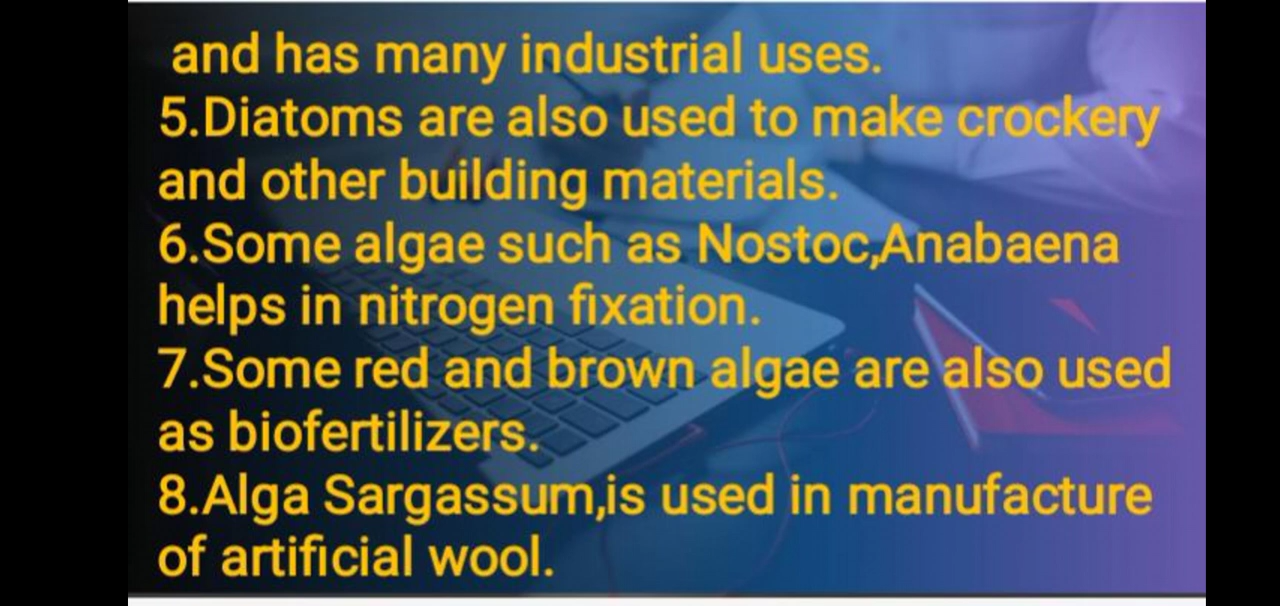 and has many industrial uses.
5.Diatoms are also used to make crockery
and other building materials.
6.Some algae such as Nostoc,Anabaena
helps in nitrogen fixation.
7.Some red and brown algae are also used
as biofertilizers.
8.Alga Sargassum,is used in manufacture
of artificial wool.